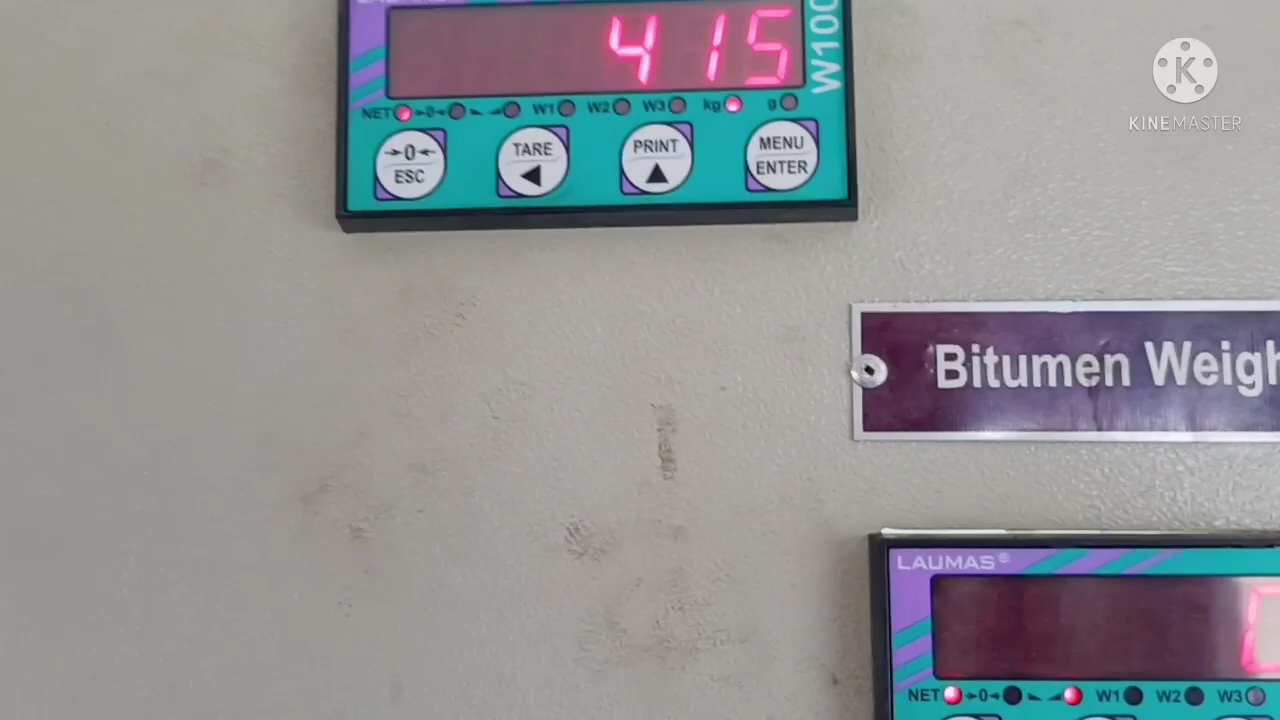 415
W100
NET →0← W1 W2 W3 kg g
→0← ESC
TARE
PRINT
MENU ENTER
KINEMASTER
Bitumen
LAUMAS®
NET →0← W1 W2 W3